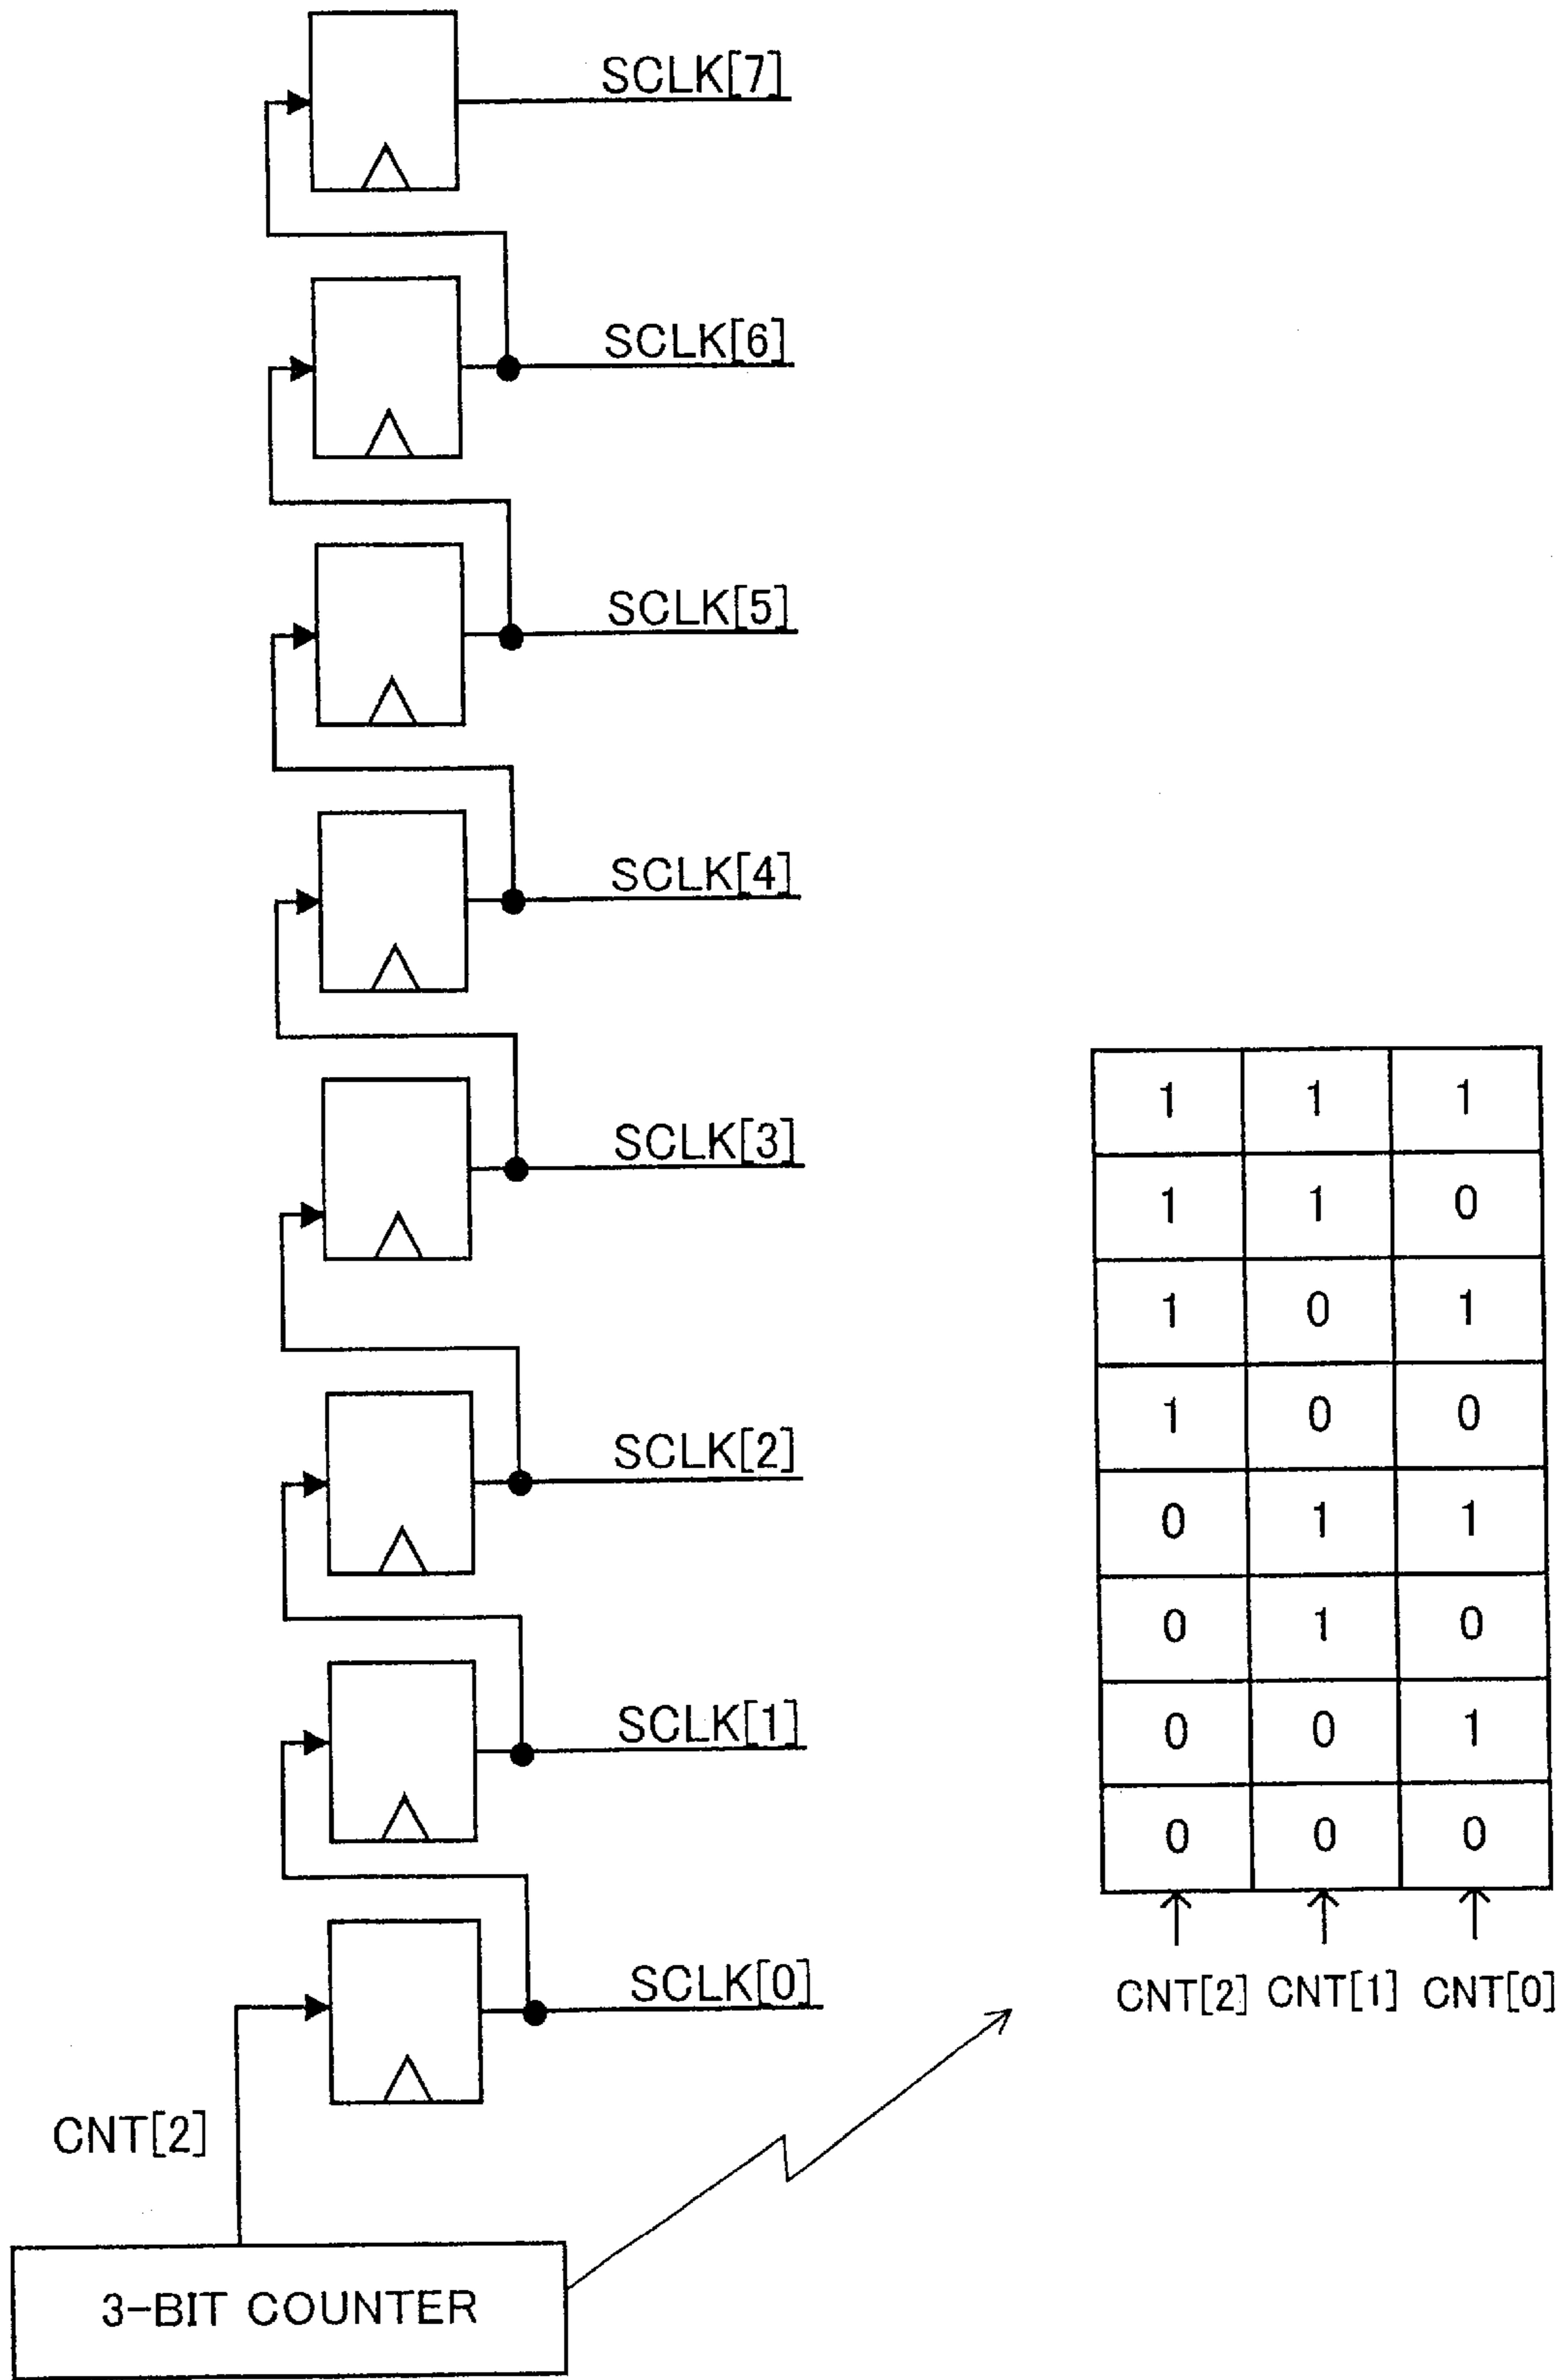 SCLK[7]
SCLK[6]
SCLK[5]
SCLK[4]
SCLK[3]
SCLK[2]
SCLK[1]
SCLK[0]
CNT[2]
3-BIT COUNTER
1 1 1
1 1 0
1 0 1
1 0 0
0 1 1
0 1 0
0 0 1
0 0 0
CNT[2] CNT[1] CNT[0]